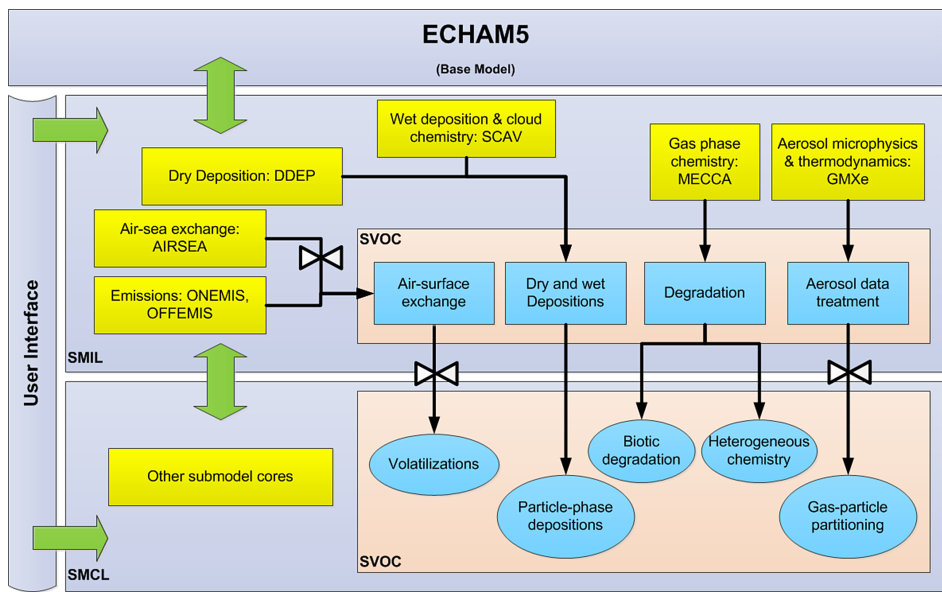 ECHAM5
(Base Model)
User Interface
Wet deposition & cloud
chemistry: SCAV
Gas phase
chemistry:
MECCA
Aerosol microphysics
& thermodynamics:
GMXe
Dry Deposition: DDEP
Air-sea exchange:
AIRSEA
Emissions: ONEMIS,
OFFEMIS
SVOC
Air-surface
exchange
Dry and wet
Depositions
Degradation
Aerosol data
treatment
SMIL
Other submodel cores
Volatilizations
Particle-phase
depositions
Biotic
degradation
Heterogeneous
chemistry
Gas-particle
partitioning
SVOC
SMCL